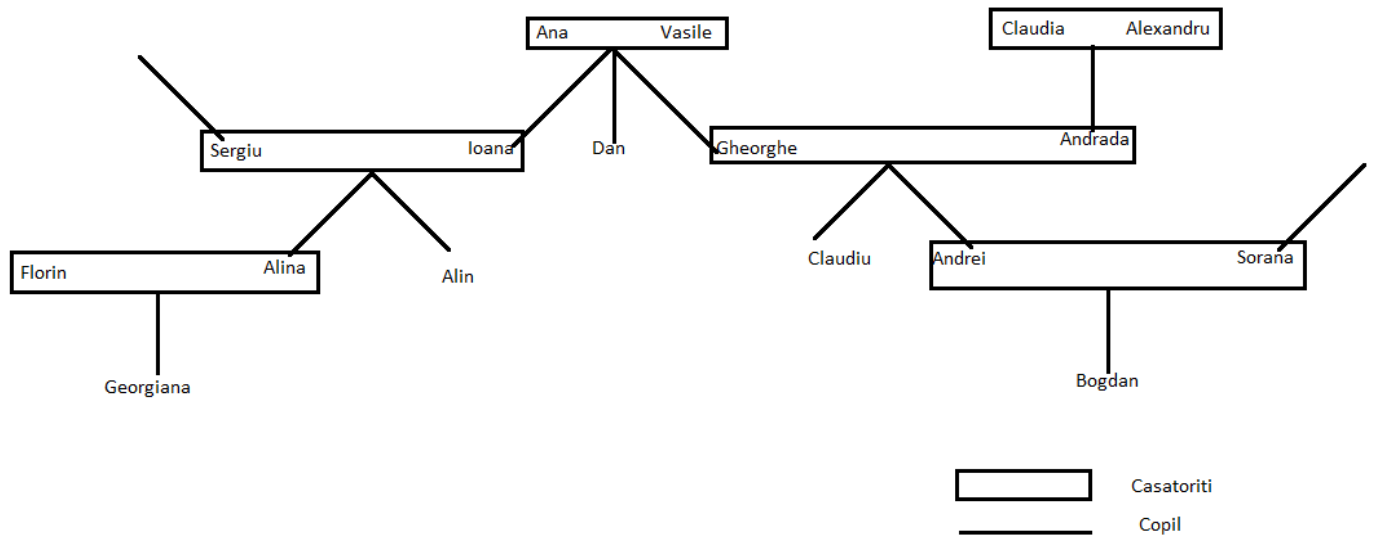 Ana Vasile
Claudia Alexandru
Sergiu Ioana
Dan
Gheorghe Andrada
Florin Alina
Alin
Claudiu
Andrei Sorana
Georgiana
Bogdan
Casatoriti
Copil